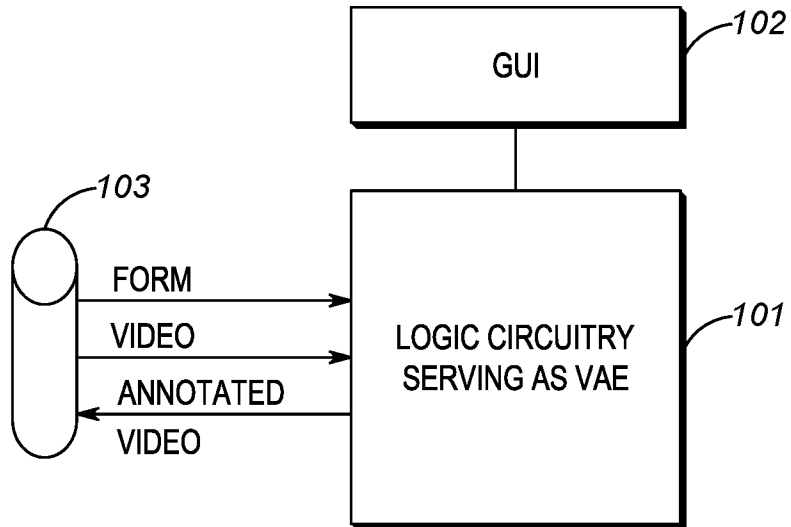 102
GUI
103
FORM
VIDEO
ANNOTATED
VIDEO
LOGIC CIRCUITRY
SERVING AS VAE
101